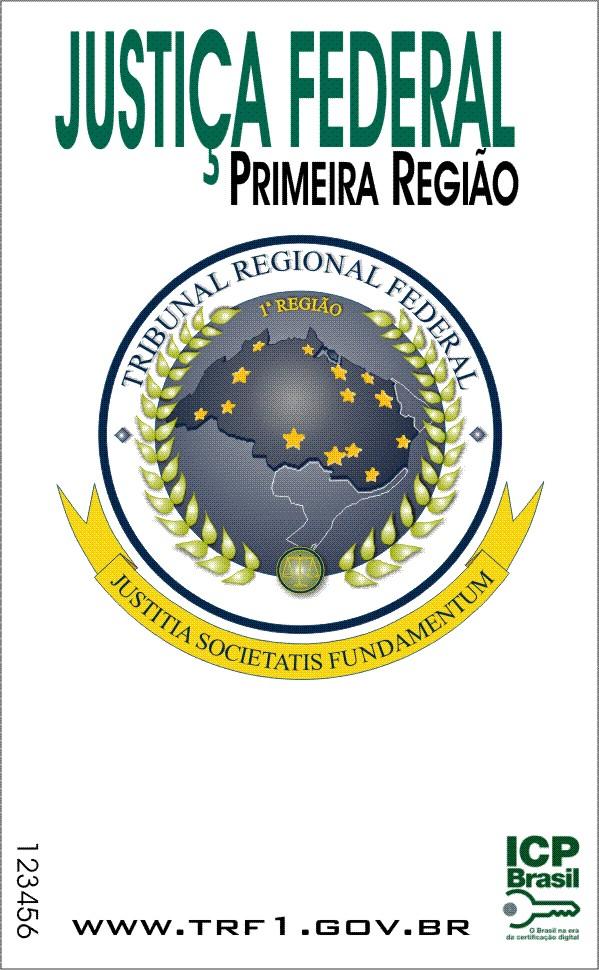 JUSTIÇA FEDERAL
PRIMEIRA REGIÃO
TRIBUNAL REGIONAL FEDERAL
1ª REGIÃO
JUSTITIA SOCIETATIS FUNDAMENTUM
123456
WWW.TRF1.GOV.BR
ICP
Brasil
O Brasil na era
da certificação digital